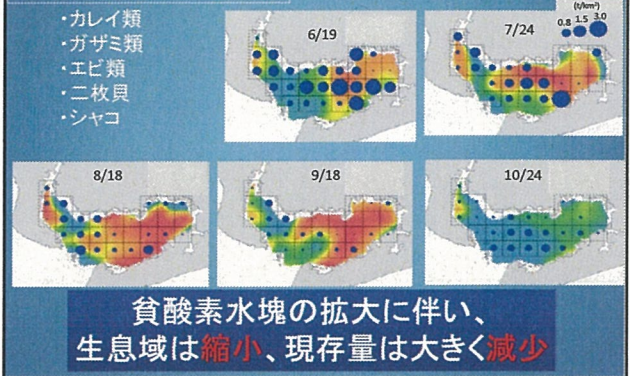 ・カレイ類
・ガザミ類
・エビ類
・二枚貝
・シャコ
6/19
7/24
(t/km²)
0.8 1.5 3.0
8/18
9/18
10/24
貧酸素水塊の拡大に伴い、
生息域は縮小、現存量は大きく減少